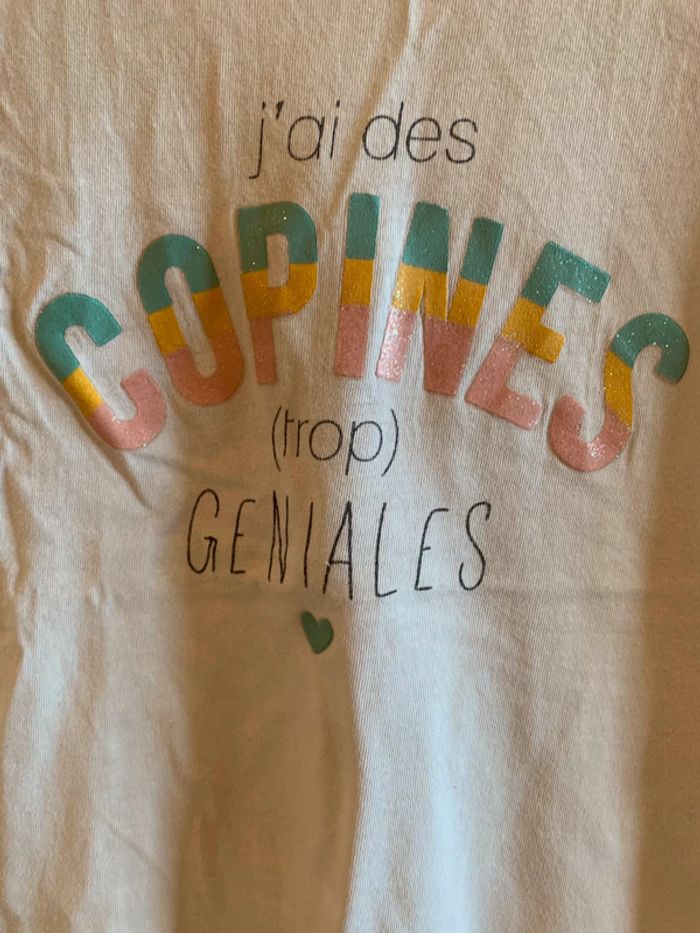 j'ai des
COPINES
(trop)
GENIALES